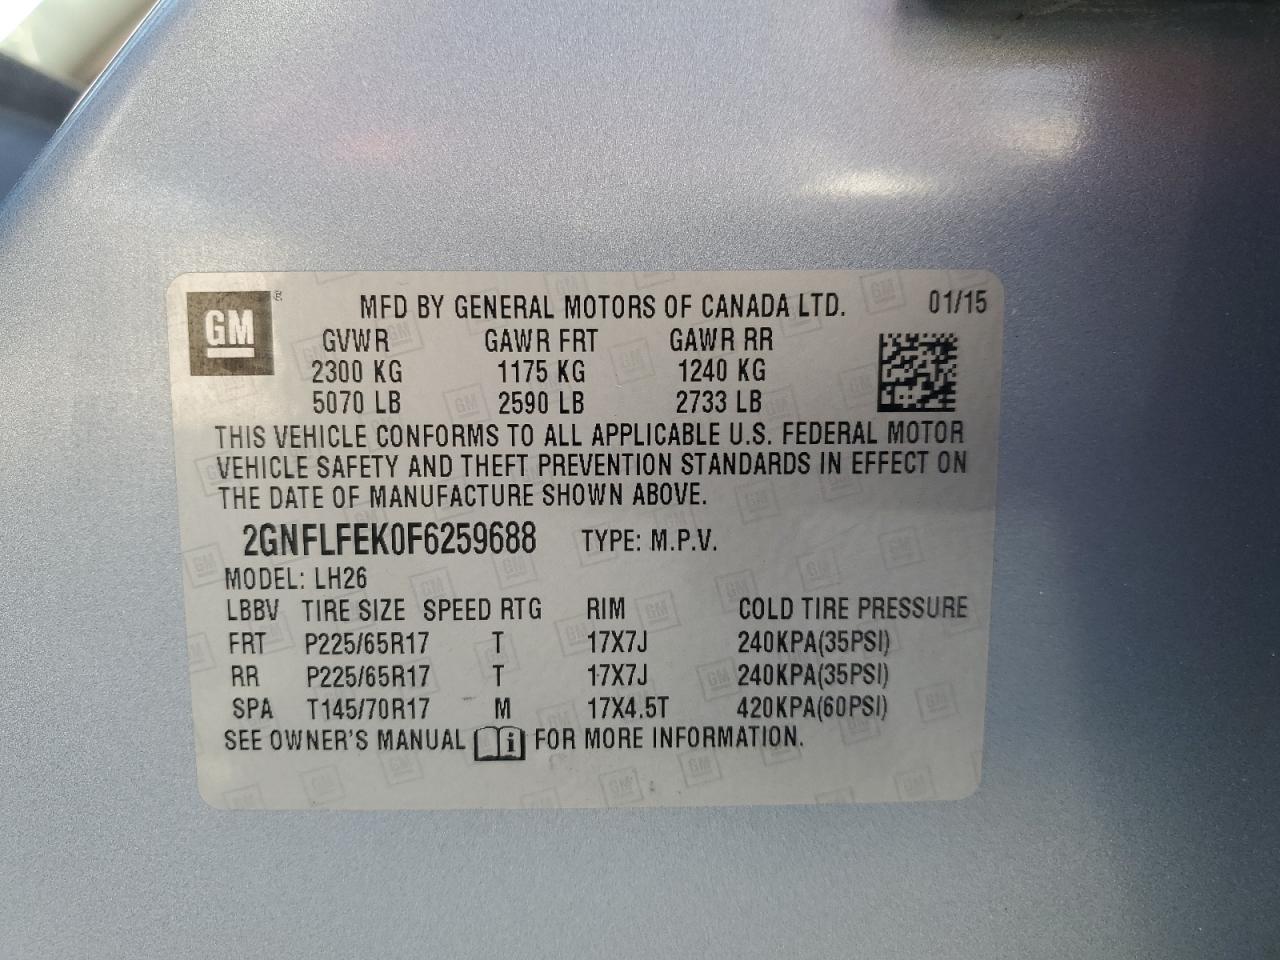 GM ® MFD BY GENERAL MOTORS OF CANADA LTD. 01/15
GVWR GAWR FRT GAWR RR
2300 KG 1175 KG 1240 KG
5070 LB 2590 LB 2733 LB
THIS VEHICLE CONFORMS TO ALL APPLICABLE U.S. FEDERAL MOTOR
VEHICLE SAFETY AND THEFT PREVENTION STANDARDS IN EFFECT ON
THE DATE OF MANUFACTURE SHOWN ABOVE.
2GNFLFEK0F6259688 TYPE: M.P.V.
MODEL: LH26
LBBV TIRE SIZE SPEED RTG RIM COLD TIRE PRESSURE
FRT P225/65R17 T 17X7J 240KPA(35PSI)
RR P225/65R17 T 17X7J 240KPA(35PSI)
SPA T145/70R17 M 17X4.5T 420KPA(60PSI)
SEE OWNER'S MANUAL i FOR MORE INFORMATION.